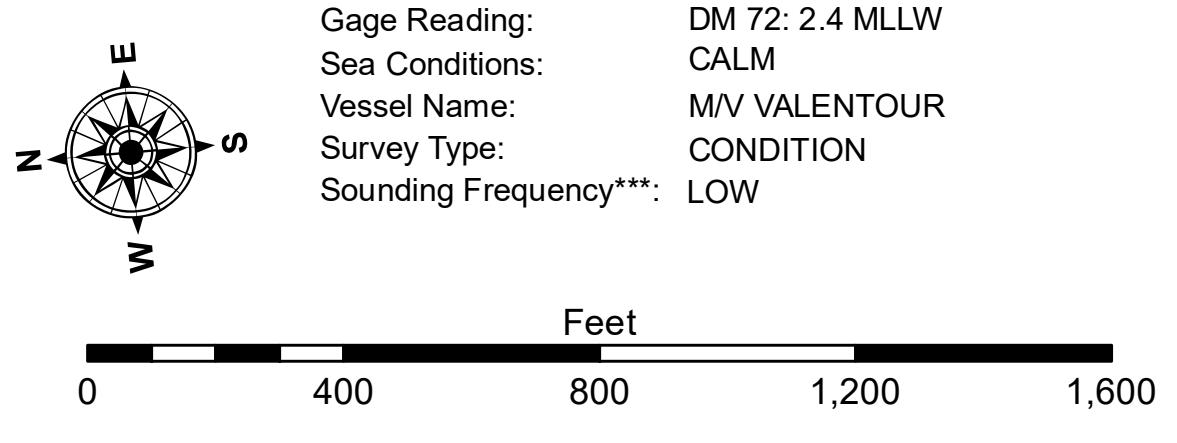 Gage Reading: DM 72: 2.4 MLLW
Sea Conditions: CALM
Vessel Name: M/V VALENTOUR
Survey Type: CONDITION
Sounding Frequency***: LOW
E
N
S
W
Feet
0 400 800 1,200 1,600